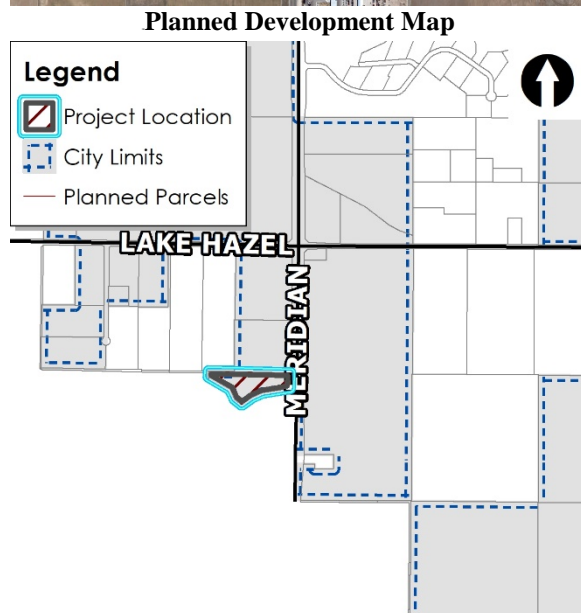 Planned Development Map
Legend
Project Location
City Limits
Planned Parcels
LAKE HAZEL
MERIDIAN